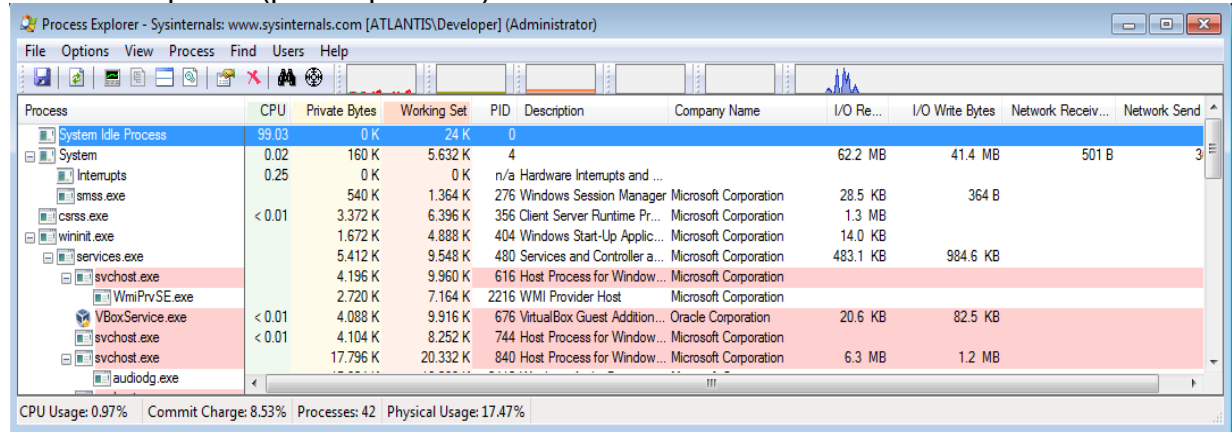 Process Explorer - Sysinternals: www.sysinternals.com [ATLANTIS\Developer] (Administrator)
File Options View Process Find Users Help
Process CPU Private Bytes Working Set PID Description Company Name I/O Re... I/O Write Bytes Network Receiv... Network Send
System Idle Process 99.03 0 K 24 K 0
System 0.02 160 K 5.632 K 4 62.2 MB 41.4 MB 501 B
Interrupts 0.25 0 K 0 K n/a Hardware Interrupts and ...
smss.exe 540 K 1.364 K 276 Windows Session Manager Microsoft Corporation 28.5 KB 364 B
csrss.exe < 0.01 3.372 K 6.396 K 356 Client Server Runtime Pr... Microsoft Corporation 1.3 MB
wininit.exe 1.672 K 4.888 K 404 Windows Start-Up Applic... Microsoft Corporation 14.0 KB
services.exe 5.412 K 9.548 K 480 Services and Controller a... Microsoft Corporation 483.1 KB 984.6 KB
svchost.exe 4.196 K 9.960 K 616 Host Process for Window... Microsoft Corporation
WmiPrvSE.exe 2.720 K 7.164 K 2216 WMI Provider Host Microsoft Corporation
VBoxService.exe < 0.01 4.088 K 9.916 K 676 VirtualBox Guest Addition... Oracle Corporation 20.6 KB 82.5 KB
svchost.exe < 0.01 4.104 K 8.252 K 744 Host Process for Window... Microsoft Corporation
svchost.exe 17.796 K 20.332 K 840 Host Process for Window... Microsoft Corporation 6.3 MB 1.2 MB
audiodg.exe
CPU Usage: 0.97% Commit Charge: 8.53% Processes: 42 Physical Usage: 17.47%